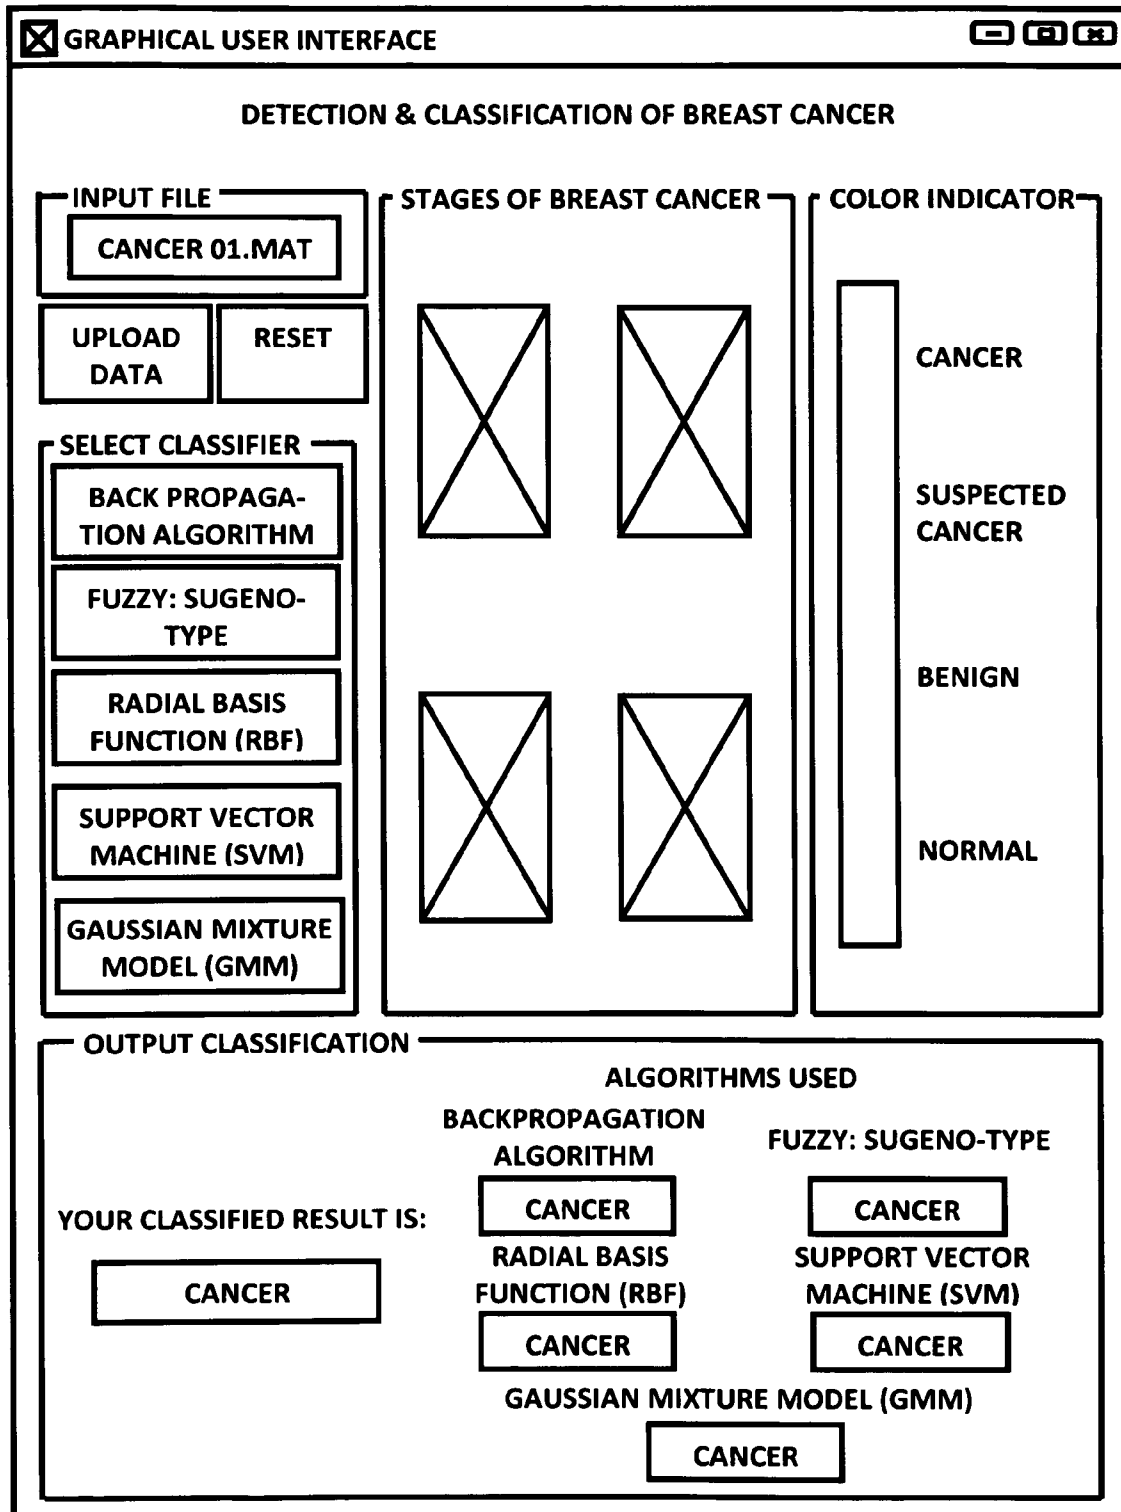 GRAPHICAL USER INTERFACE
DETECTION & CLASSIFICATION OF BREAST CANCER
INPUT FILE
CANCER 01.MAT
UPLOAD
DATA
RESET
SELECT CLASSIFIER
BACK PROPAGA-
TION ALGORITHM
FUZZY: SUGENO-
TYPE
RADIAL BASIS
FUNCTION (RBF)
SUPPORT VECTOR
MACHINE (SVM)
GAUSSIAN MIXTURE
MODEL (GMM)
STAGES OF BREAST CANCER
COLOR INDICATOR
CANCER
SUSPECTED
CANCER
BENIGN
NORMAL
OUTPUT CLASSIFICATION
YOUR CLASSIFIED RESULT IS:
CANCER
ALGORITHMS USED
BACKPROPAGATION
ALGORITHM
CANCER
FUZZY: SUGENO-TYPE
CANCER
RADIAL BASIS
FUNCTION (RBF)
CANCER
SUPPORT VECTOR
MACHINE (SVM)
CANCER
GAUSSIAN MIXTURE MODEL (GMM)
CANCER